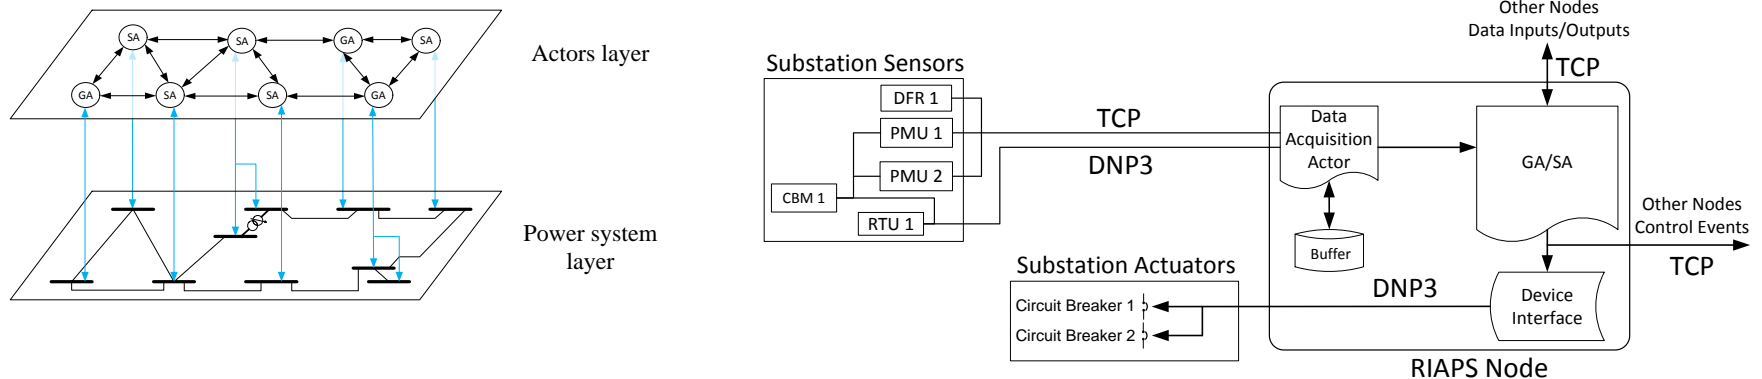 SA
SA
GA
SA
Actors layer
GA
SA
SA
GA
Power system
layer
Other Nodes
Data Inputs/Outputs
TCP
Substation Sensors
DFR 1
PMU 1
PMU 2
CBM 1
RTU 1
TCP
DNP3
Data
Acquisition
Actor
GA/SA
Buffer
Other Nodes
Control Events
TCP
Substation Actuators
Circuit Breaker 1
Circuit Breaker 2
DNP3
Device
Interface
RIAPS Node